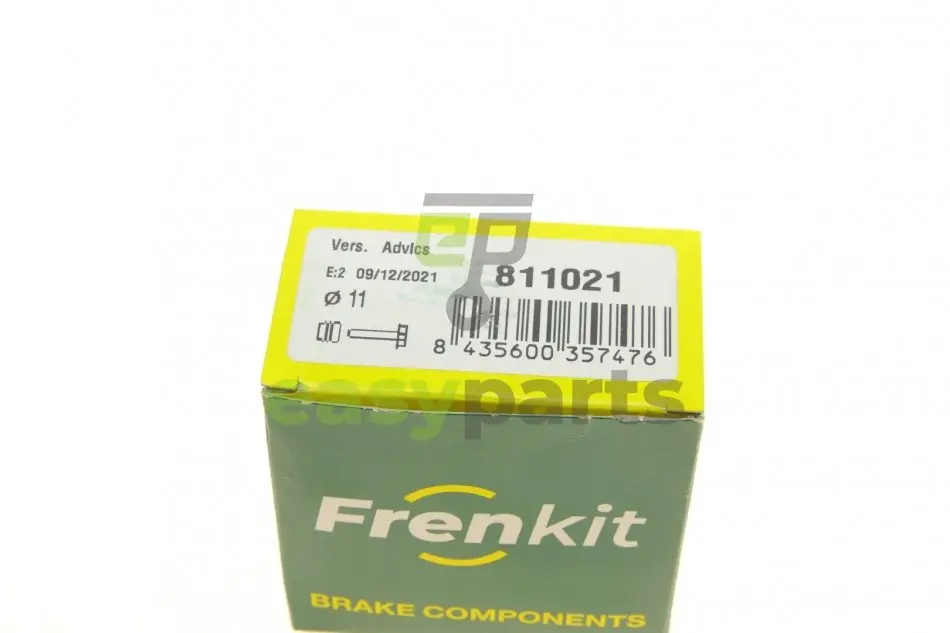 Vers. Advics
E:2 09/12/2021
811021
Ø 11
8 435600 357476
easyparts
Frenkit
BRAKE COMPONENTS